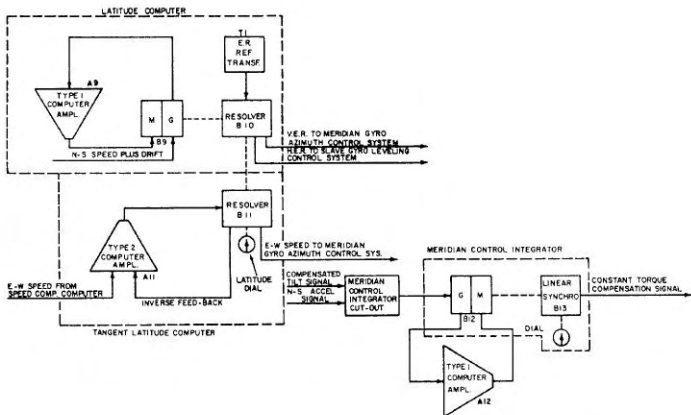 LATITUDE COMPUTER
T1
E.R.
REF
TRANSF.
A9
TYPE 1
COMPUTER
AMPL.
M G
B9
RESOLVER
B10
N-S SPEED PLUS DRIFT
V.E.R. TO MERIDIAN GYRO
AZIMUTH CONTROL SYSTEM
H.E.R. TO SLAVE GYRO LEVELING
CONTROL SYSTEM
RESOLVER
B11
TYPE 2
COMPUTER
AMPL.
A11
E-W SPEED TO MERIDIAN
GYRO AZIMUTH CONTROL SYS.
LATITUDE
DIAL
E-W SPEED FROM
SPEED COMP. COMPUTER
INVERSE FEED-BACK
TANGENT LATITUDE COMPUTER
COMPENSATED
TILT SIGNAL
N-S ACCEL
SIGNAL
MERIDIAN
CONTROL
INTEGRATOR
CUT-OUT
MERIDIAN CONTROL INTEGRATOR
G M
B12
LINEAR
SYNCHRO
B13
CONSTANT TORQUE
COMPENSATION SIGNAL
DIAL
TYPE 1
COMPUTER
AMPL.
A12